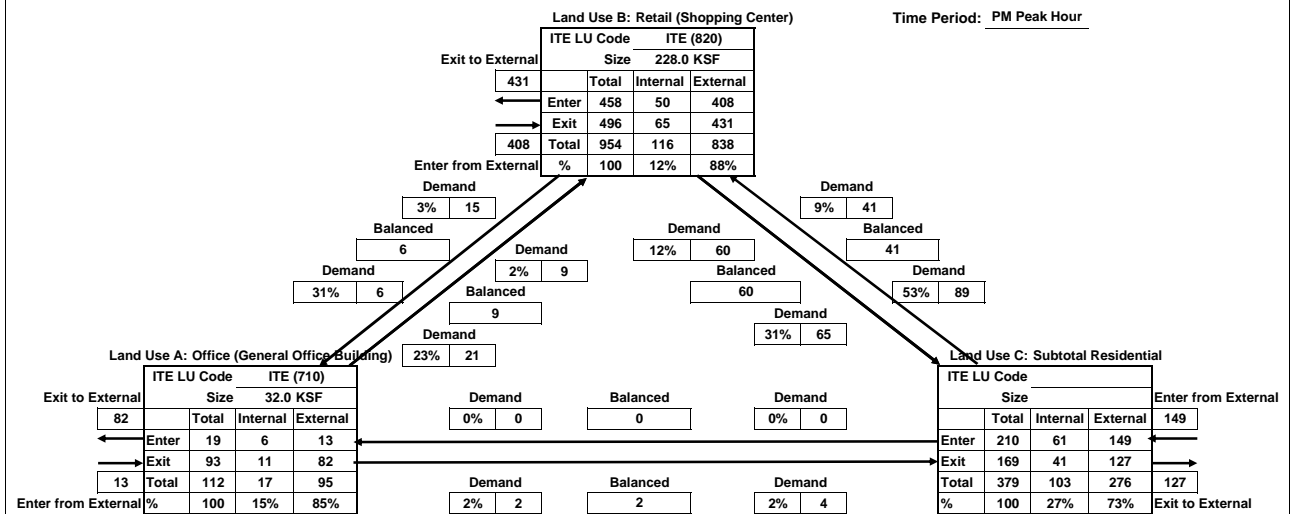 Land Use B: Retail (Shopping Center)
Time Period: PM Peak Hour
ITE LU Code ITE (820)
Exit to External Size 228.0 KSF
431 Total Internal External
Enter 458 50 408
Exit 496 65 431
408 Total 954 116 838
Enter from External % 100 12% 88%
Demand Demand
3% 15 9% 41
Balanced Demand Balanced
6 12% 60 41
Demand Demand Balanced Demand
31% 6 2% 9 60 53% 89
Balanced Demand
9 31% 65
Demand
Land Use A: Office (General Office Building) 23% 21 Land Use C: Subtotal Residential
ITE LU Code ITE (710) ITE LU Code
Exit to External Size 32.0 KSF Demand Balanced Demand Size Enter from External
82 Total Internal External 0% 0 0 0% 0 Total Internal External 149
Enter 19 6 13 Enter 210 61 149
Exit 93 11 82 Exit 169 41 127
13 Total 112 17 95 Demand Balanced Demand Total 379 103 276 127
Enter from External % 100 15% 85% 2% 2 2 2% 4 % 100 27% 73% Exit to External